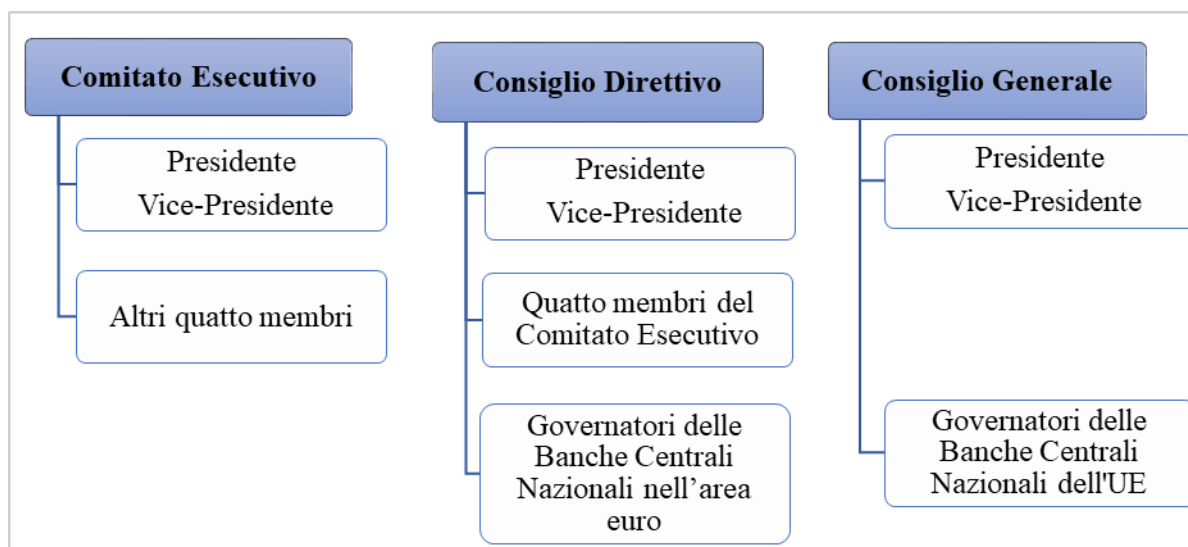 Comitato Esecutivo
Presidente
Vice-Presidente
Altri quatto membri
Consiglio Direttivo
Presidente
Vice-Presidente
Quatto membri del
Comitato Esecutivo
Governatori delle
Banche Centrali
Nazionali nell’area
euro
Consiglio Generale
Presidente
Vice-Presidente
Governatori delle
Banche Centrali
Nazionali dell'UE